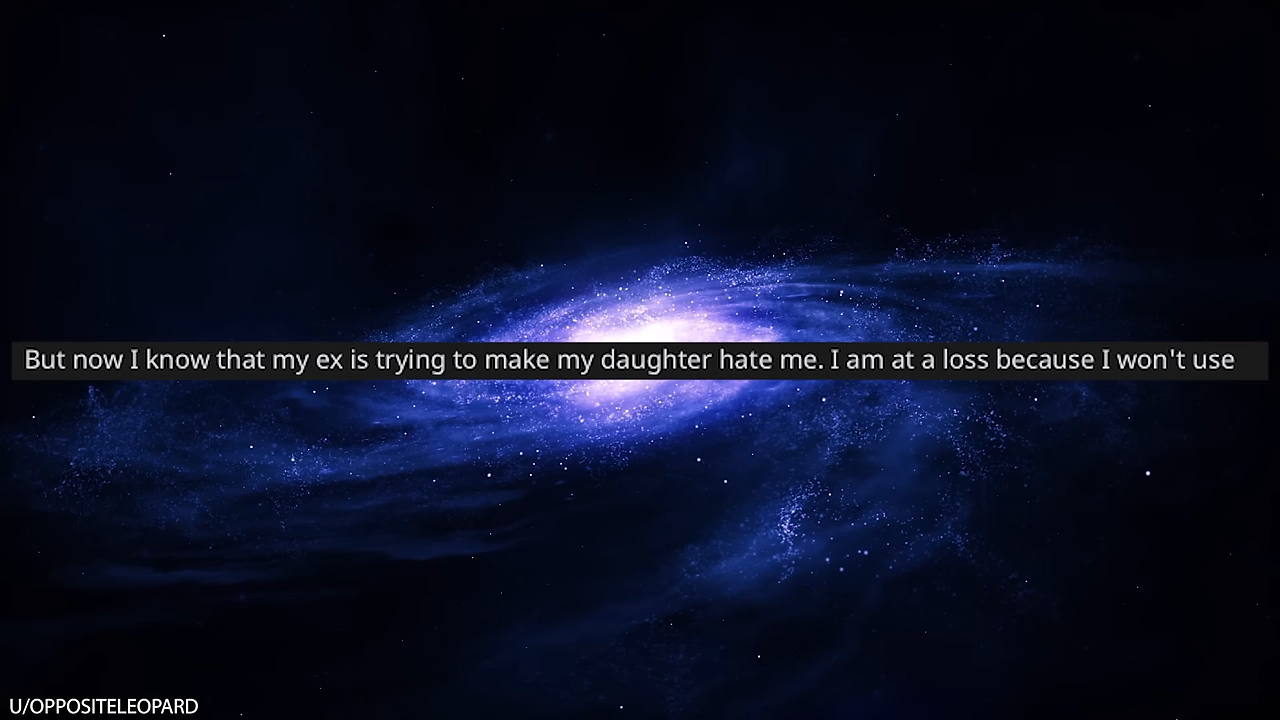 But now I know that my ex is trying to make my daughter hate me. I am at a loss because I won't use
U/OPPOSITELEOPARD